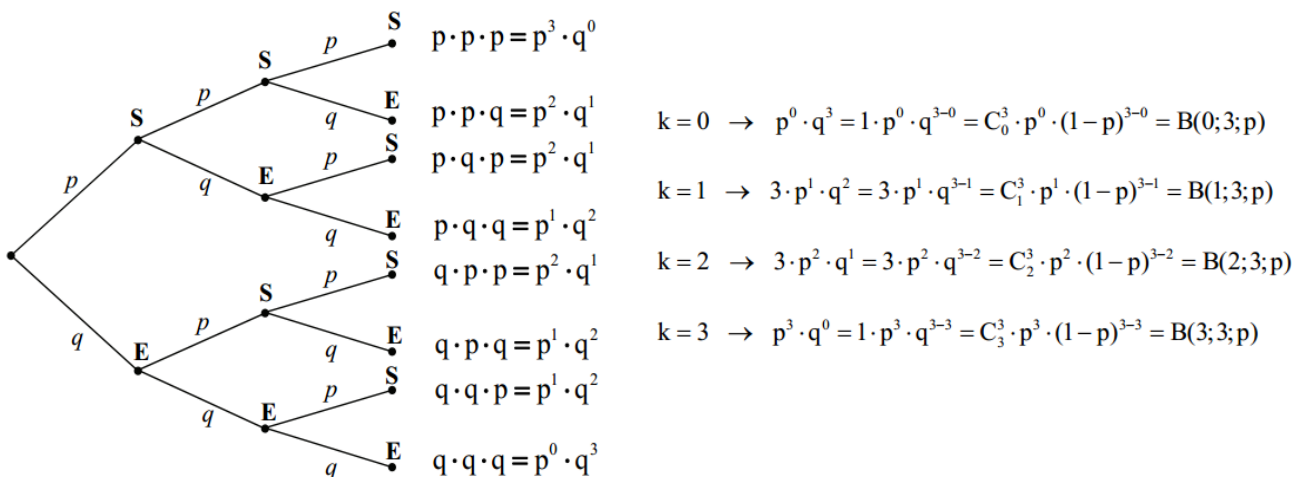 S
p
p·p·p = p³·q⁰
S
p
E
q
p·p·q = p²·q¹
S
p
S
p
p·q·p = p²·q¹
q
E
E
q
p·q·q = p¹·q²
p
S
p
q·p·p = p²·q¹
S
q
p
E
q
q·p·q = p¹·q²
E
S
p
q·q·p = p¹·q²
q
E
E
q
q·q·q = p⁰·q³
k = 0 → p⁰·q³ = 1·p⁰·q³⁻⁰ = C₀³·p⁰·(1−p)³⁻⁰ = B(0;3;p)
k = 1 → 3·p¹·q² = 3·p¹·q³⁻¹ = C₁³·p¹·(1−p)³⁻¹ = B(1;3;p)
k = 2 → 3·p²·q¹ = 3·p²·q³⁻² = C₂³·p²·(1−p)³⁻² = B(2;3;p)
k = 3 → p³·q⁰ = 1·p³·q³⁻³ = C₃³·p³·(1−p)³⁻³ = B(3;3;p)